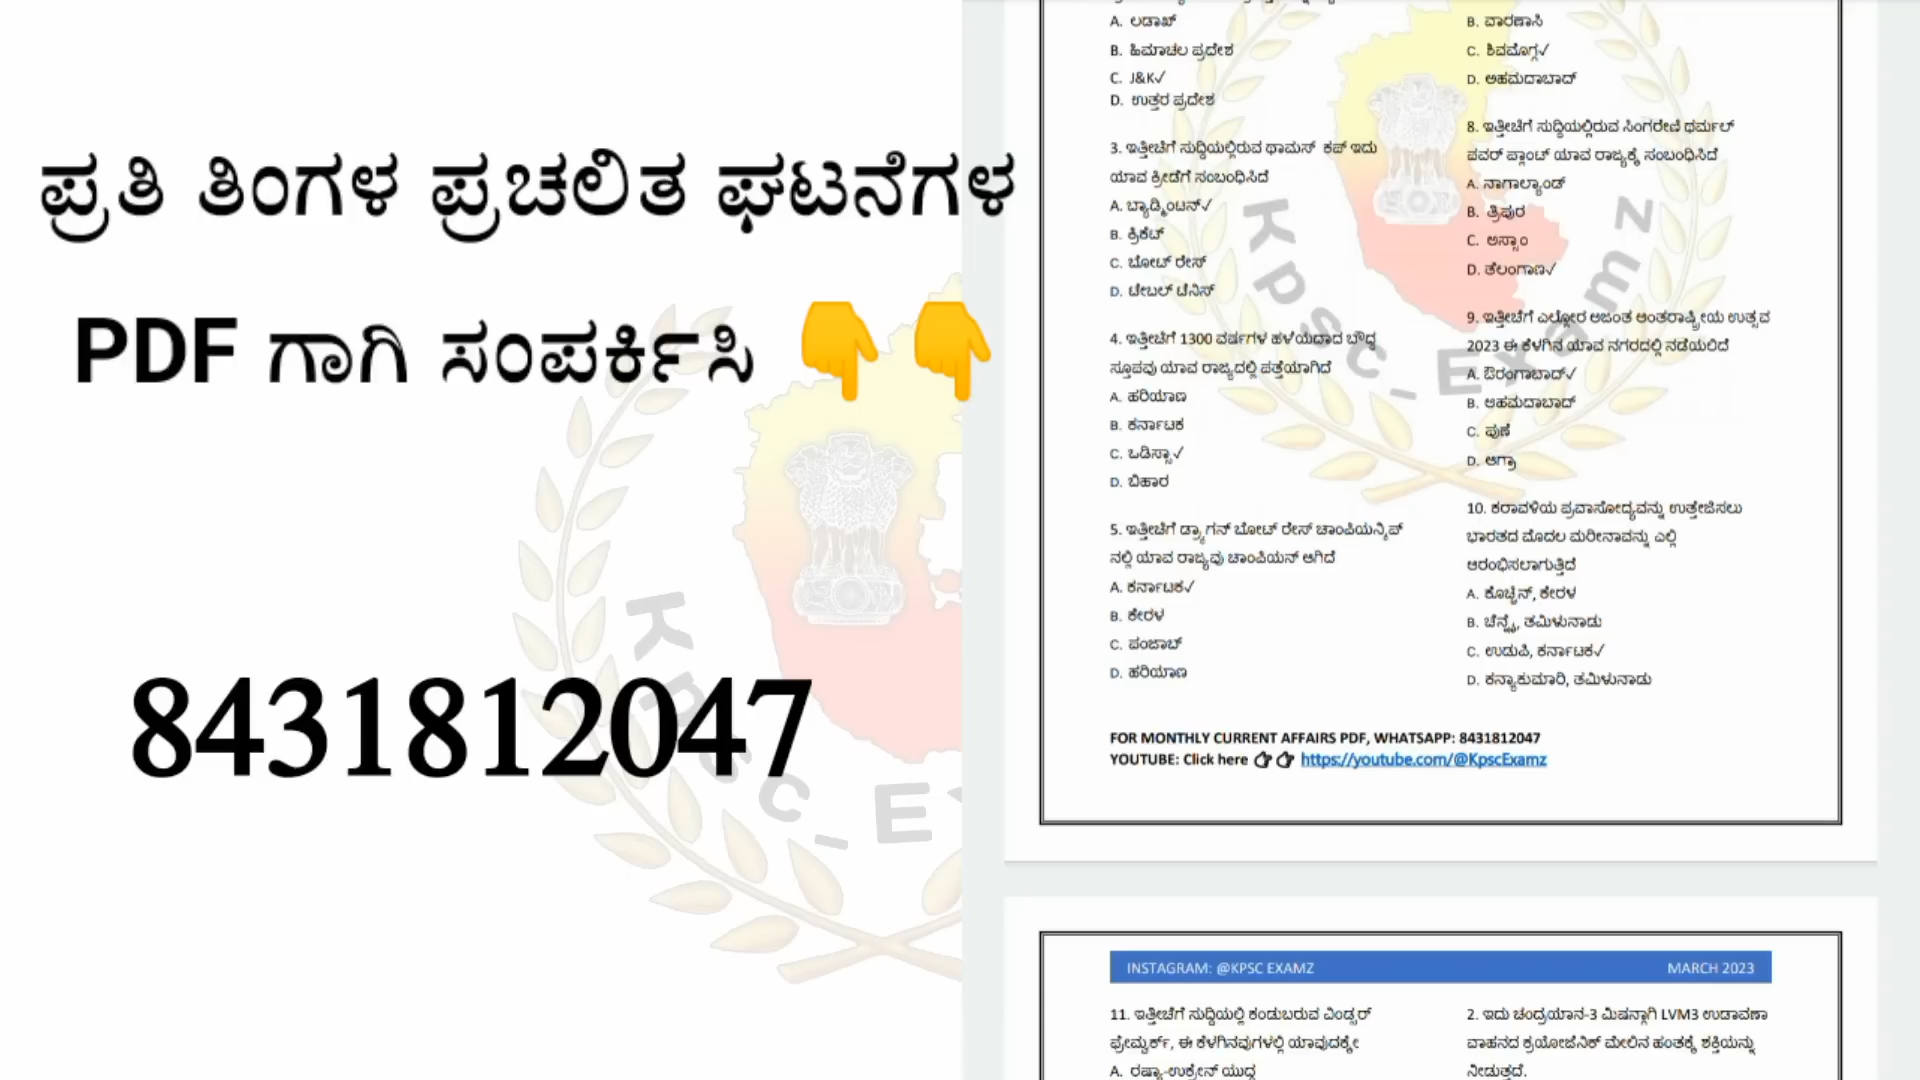 ಪ್ರತಿ ತಿಂಗಳ ಪ್ರಚಲಿತ ಘಟನೆಗಳ
PDF ಗಾಗಿ ಸಂಪರ್ಕಿಸಿ 👇👇
8431812047
A. ಲಡಾಖ್
B. ಹಿಮಾಚಲ ಪ್ರದೇಶ
C. J&K✓
D. ಉತ್ತರ ಪ್ರದೇಶ
3. ಇತ್ತೀಚೆಗೆ ಸುದ್ದಿಯಲ್ಲಿರುವ ಥಾಮಸ್ ಕಪ್ ಇದು
ಯಾವ ಕ್ರೀಡೆಗೆ ಸಂಬಂಧಿಸಿದೆ
A. ಬ್ಯಾಡ್ಮಿಂಟನ್✓
B. ಕ್ರಿಕೆಟ್
C. ಬೋಟ್ ರೇಸ್
D. ಟೇಬಲ್ ಟೆನಿಸ್
4. ಇತ್ತೀಚೆಗೆ 1300 ವರ್ಷಗಳ ಹಳೆಯದಾದ ಬೌದ್ಧ
ಸ್ತೂಪವು ಯಾವ ರಾಜ್ಯದಲ್ಲಿ ಪತ್ತೆಯಾಗಿದೆ
A. ಹರಿಯಾಣ
B. ಕರ್ನಾಟಕ
C. ಒಡಿಸ್ಸಾ✓
D. ಬಿಹಾರ
5. ಇತ್ತೀಚೆಗೆ ಡ್ರ್ಯಾಗನ್ ಬೋಟ್ ರೇಸ್ ಚಾಂಪಿಯನ್ಶಿಪ್
ನಲ್ಲಿ ಯಾವ ರಾಜ್ಯವು ಚಾಂಪಿಯನ್ ಆಗಿದೆ
A. ಕರ್ನಾಟಕ✓
B. ಕೇರಳ
C. ಪಂಜಾಬ್
D. ಹರಿಯಾಣ
B. ವಾರಣಾಸಿ
C. ಶಿವಮೊಗ್ಗ✓
D. ಅಹಮದಾಬಾದ್
8. ಇತ್ತೀಚೆಗೆ ಸುದ್ದಿಯಲ್ಲಿರುವ ಸಿಂಗರೇಣಿ ಥರ್ಮಲ್
ಪವರ್ ಪ್ಲಾಂಟ್ ಯಾವ ರಾಜ್ಯಕ್ಕೆ ಸಂಬಂಧಿಸಿದೆ
A. ನಾಗಾಲ್ಯಾಂಡ್
B. ತ್ರಿಪುರ
C. ಅಸ್ಸಾಂ
D. ತೆಲಂಗಾಣ✓
9. ಇತ್ತೀಚೆಗೆ ಎಲ್ಲೋರ ಅಜಂತ ಅಂತರಾಷ್ಟ್ರೀಯ ಉತ್ಸವ
2023 ಈ ಕೆಳಗಿನ ಯಾವ ನಗರದಲ್ಲಿ ನಡೆಯಲಿದೆ
A. ಔರಂಗಾಬಾದ್✓
B. ಅಹಮದಾಬಾದ್
C. ಪುಣೆ
D. ಆಗ್ರಾ
10. ಕರಾವಳಿಯ ಪ್ರವಾಸೋದ್ಯವನ್ನು ಉತ್ತೇಜಿಸಲು
ಭಾರತದ ಮೊದಲ ಮರೀನಾವನ್ನು ಎಲ್ಲಿ
ಆರಂಭಿಸಲಾಗುತ್ತಿದೆ
A. ಕೊಚ್ಚಿನ್, ಕೇರಳ
B. ಚೆನ್ನೈ, ತಮಿಳುನಾಡು
C. ಉಡುಪಿ, ಕರ್ನಾಟಕ✓
D. ಕನ್ಯಾಕುಮಾರಿ, ತಮಿಳುನಾಡು
FOR MONTHLY CURRENT AFFAIRS PDF, WHATSAPP: 8431812047
YOUTUBE: Click here 👉👉 https://youtube.com/@KpscExamz
INSTAGRAM: @KPSC EXAMZ MARCH 2023
11. ಇತ್ತೀಚೆಗೆ ಸುದ್ದಿಯಲ್ಲಿ ಕಂಡುಬರುವ ವಿಂಡ್ಸರ್
ಫ್ರೇಮ್ವರ್ಕ್, ಈ ಕೆಳಗಿನವುಗಳಲ್ಲಿ ಯಾವುದಕ್ಕೇ
A. ರಷ್ಯಾ-ಉಕ್ರೇನ್ ಯುದ್ಧ
2. ಇದು ಚಂದ್ರಯಾನ-3 ಮಿಷನ್ಗಾಗಿ LVM3 ಉಡಾವಣಾ
ವಾಹನದ ಕ್ರಯೋಜೆನಿಕ್ ಮೇಲಿನ ಹಂತಕ್ಕೆ ಶಕ್ತಿಯನ್ನು
ನೀಡುತ್ತದೆ.
Kpsc_Examz
Kpsc_E